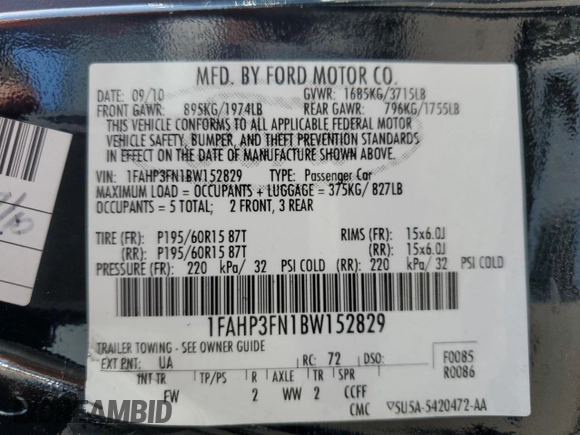 MFD. BY FORD MOTOR CO.
DATE: 09/10 GVWR: 1685KG/3715LB
FRONT GAWR: 895KG/1974LB REAR GAWR: 796KG/1755LB
THIS VEHICLE CONFORMS TO ALL APPLICABLE FEDERAL MOTOR
VEHICLE SAFETY, BUMPER, AND THEFT PREVENTION STANDARDS
IN EFFECT ON THE DATE OF MANUFACTURE SHOWN ABOVE
VIN: 1FAHP3FN1BW152829 TYPE: Passenger Car
MAXIMUM LOAD = OCCUPANTS + LUGGAGE = 375KG/ 827LB
OCCUPANTS = 5 TOTAL; 2 FRONT, 3 REAR
TIRE (FR): P195/60R15 87T RIMS (FR): 15x6.0J
(RR): P195/60R15 87T (RR): 15x6.0J
PRESSURE (FR): 220 kPa/ 32 PSI COLD (RR): 220 kPa/ 32 PSI COLD
1FAHP3FN1BW152829
TRAILER TOWING - SEE OWNER GUIDE
EXT PNT: UA RC: 72 DSO: F0085
R0086
INT TR TP/PS R AXLE TR SPR
FW 2 WW 2 CCFF
CMC 5U5A-5420472-AA
STATCAMBID